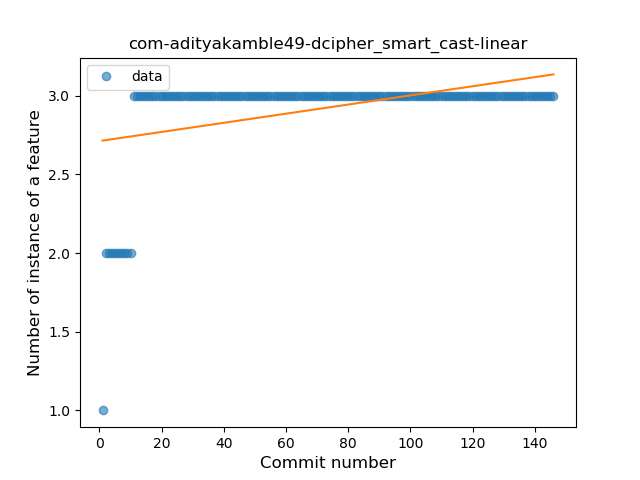 com-adityakamble49-dcipher_smart_cast-linear
data
Number of instance of a feature
3.0
2.5
2.0
1.5
1.0
0 20 40 60 80 100 120 140
Commit number